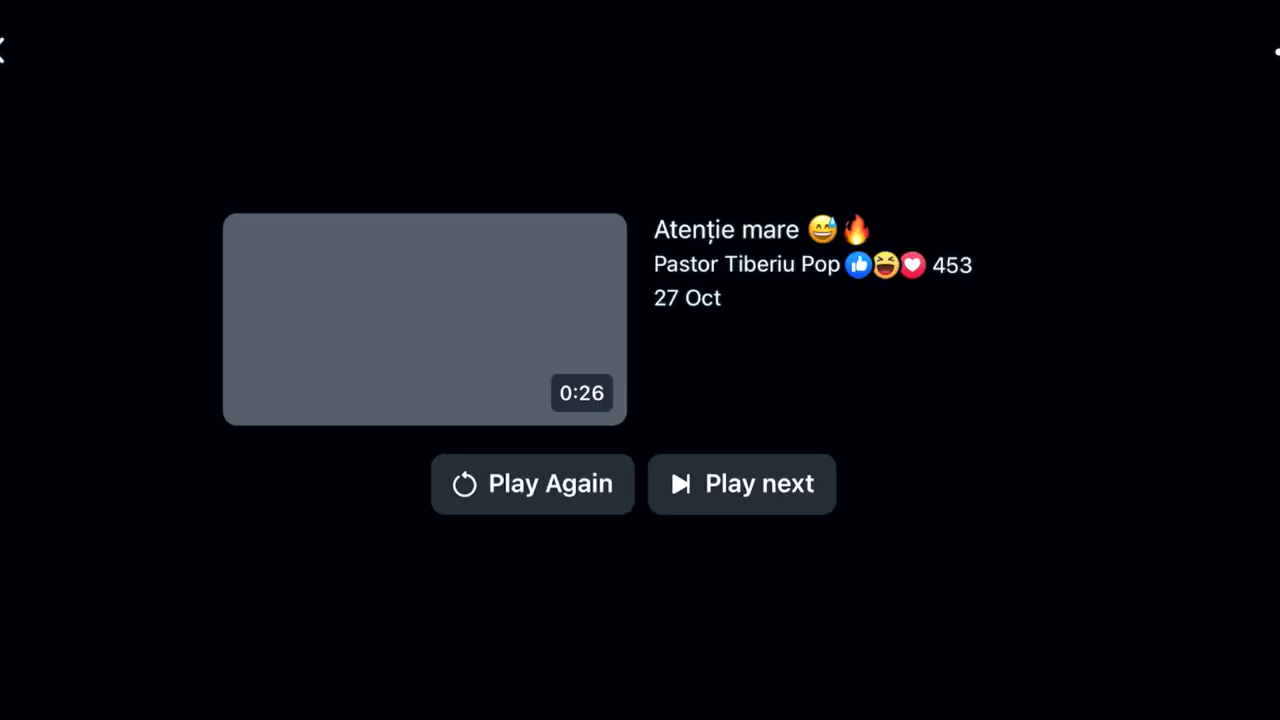 Atenție mare 😅🔥
Pastor Tiberiu Pop 👍😆❤️ 453
27 Oct
0:26
Play Again
Play next